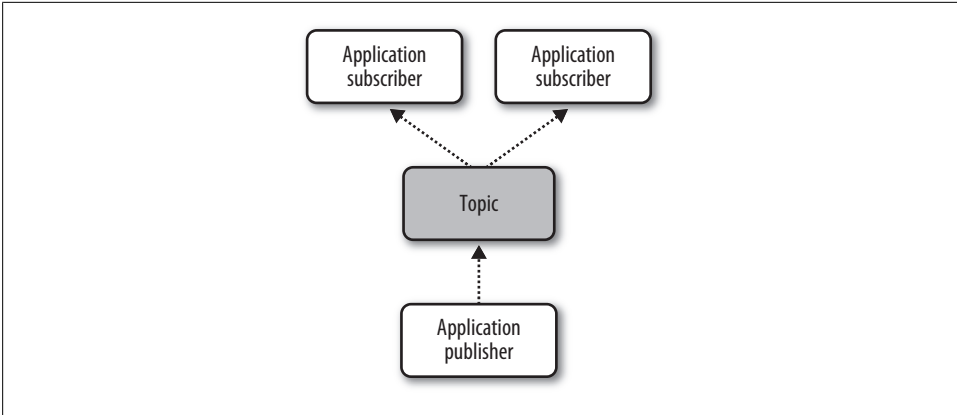 Application
subscriber
Application
subscriber
Topic
Application
publisher